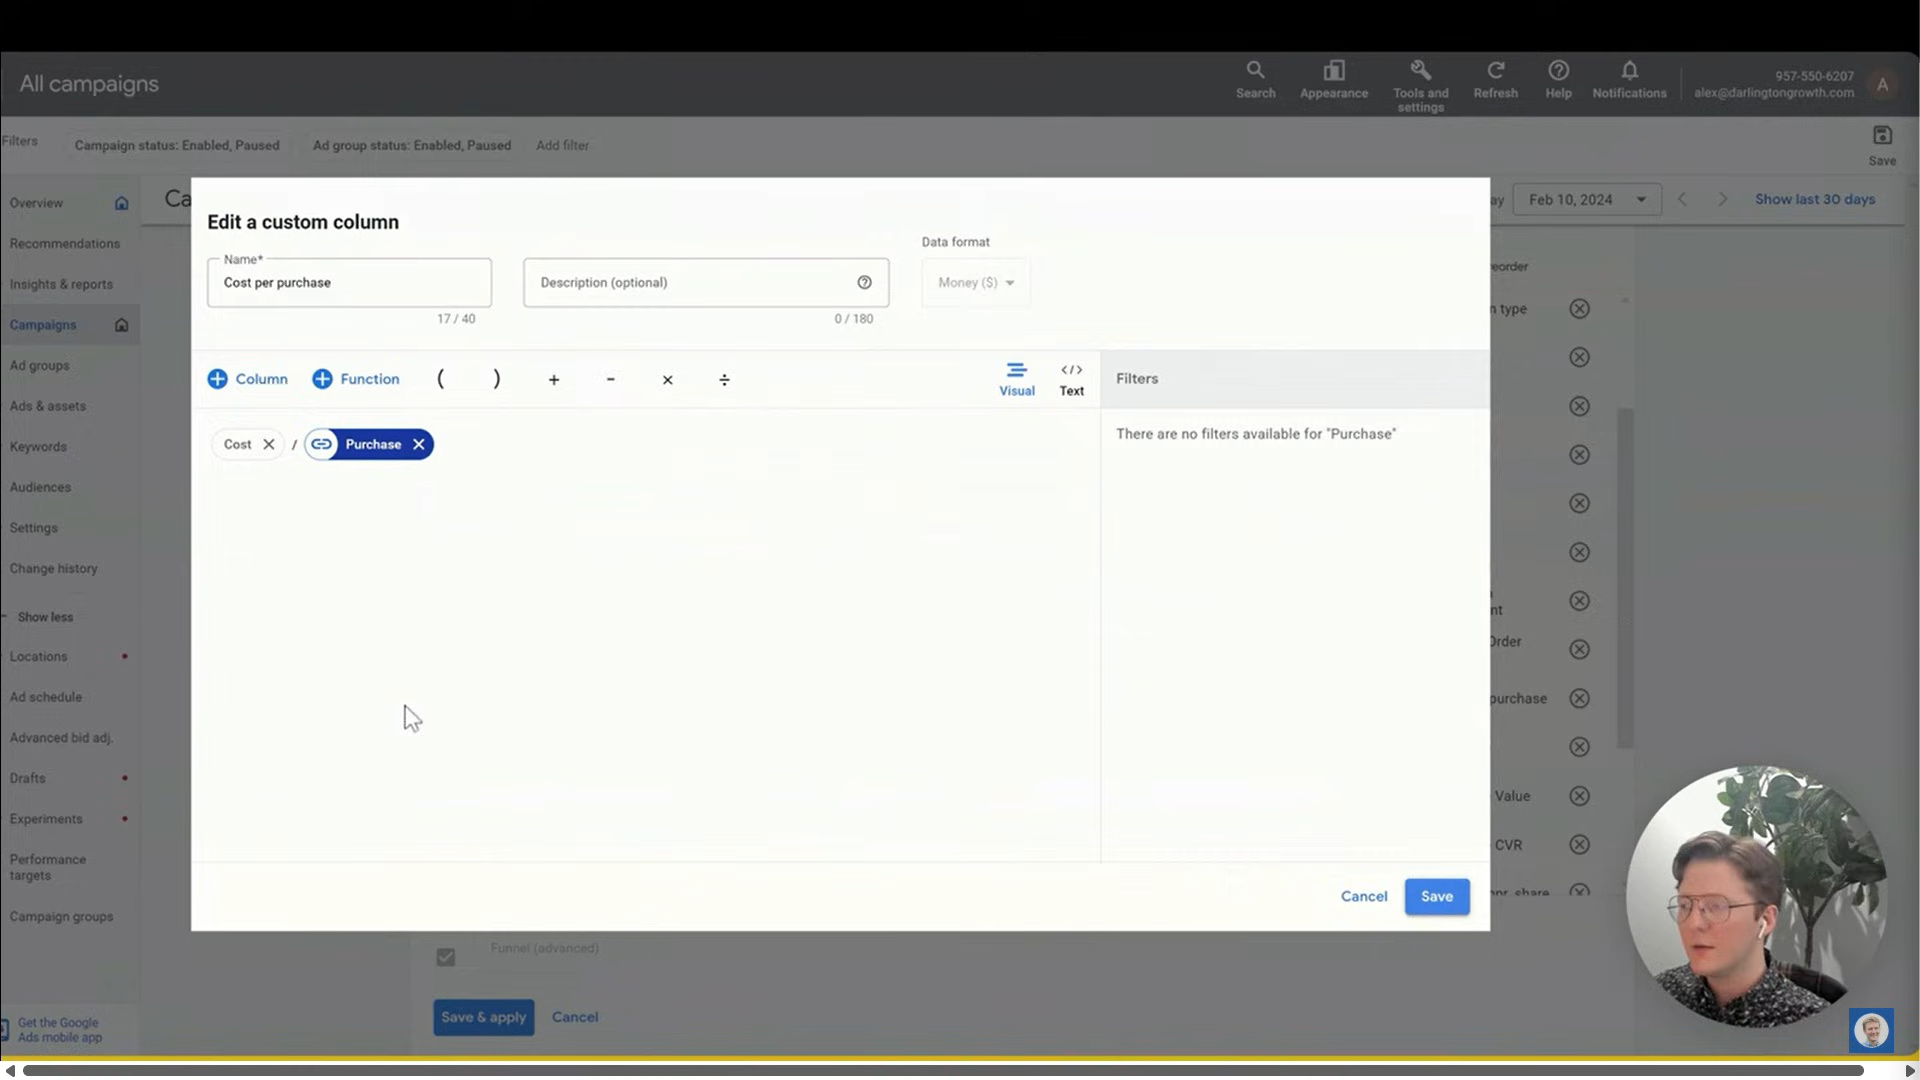 All campaigns
Search
Appearance
Tools and settings
Refresh
Help
Notifications
957-550-6207
alex@darlingtongrowth.com
A
Filters
Campaign status: Enabled, Paused
Ad group status: Enabled, Paused
Add filter
Save
Overview
Recommendations
Insights & reports
Campaigns
Ad groups
Ads & assets
Keywords
Audiences
Settings
Change history
Show less
Locations
Ad schedule
Advanced bid adj.
Drafts
Experiments
Performance targets
Campaign groups
Get the Google Ads mobile app
Ca
ay
Feb 10, 2024
Show last 30 days
Edit a custom column
Name*
Cost per purchase
17 / 40
Description (optional)
0 / 180
Data format
Money ($)
Column
Function
(
)
+
-
×
÷
Visual
</>
Text
Filters
Cost
/
Purchase
There are no filters available for "Purchase"
Cancel
Save
eorder
n type
nt
Order
purchase
Value
CVR
Funnel (advanced)
Save & apply
Cancel